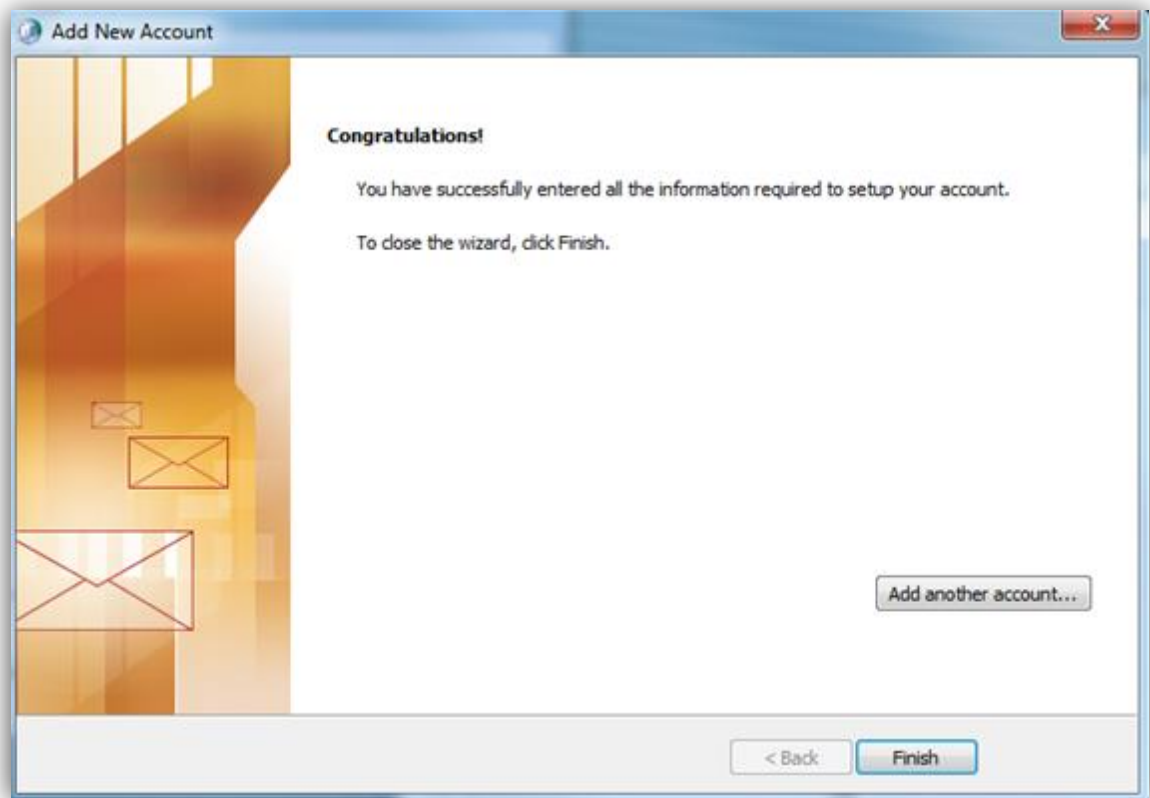 Add New Account
Congratulations!
You have successfully entered all the information required to setup your account.
To close the wizard, click Finish.
Add another account...
< Back
Finish